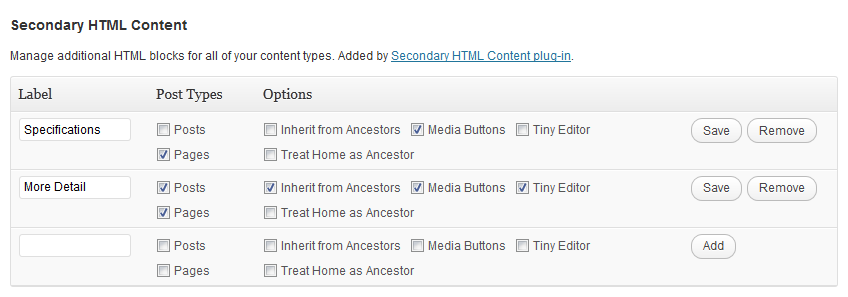 Secondary HTML Content
Manage additional HTML blocks for all of your content types. Added by Secondary HTML Content plug-in.
Label Post Types Options
Specifications Posts Inherit from Ancestors Media Buttons Tiny Editor Save Remove
Pages Treat Home as Ancestor
More Detail Posts Inherit from Ancestors Media Buttons Tiny Editor Save Remove
Pages Treat Home as Ancestor
Posts Inherit from Ancestors Media Buttons Tiny Editor Add
Pages Treat Home as Ancestor